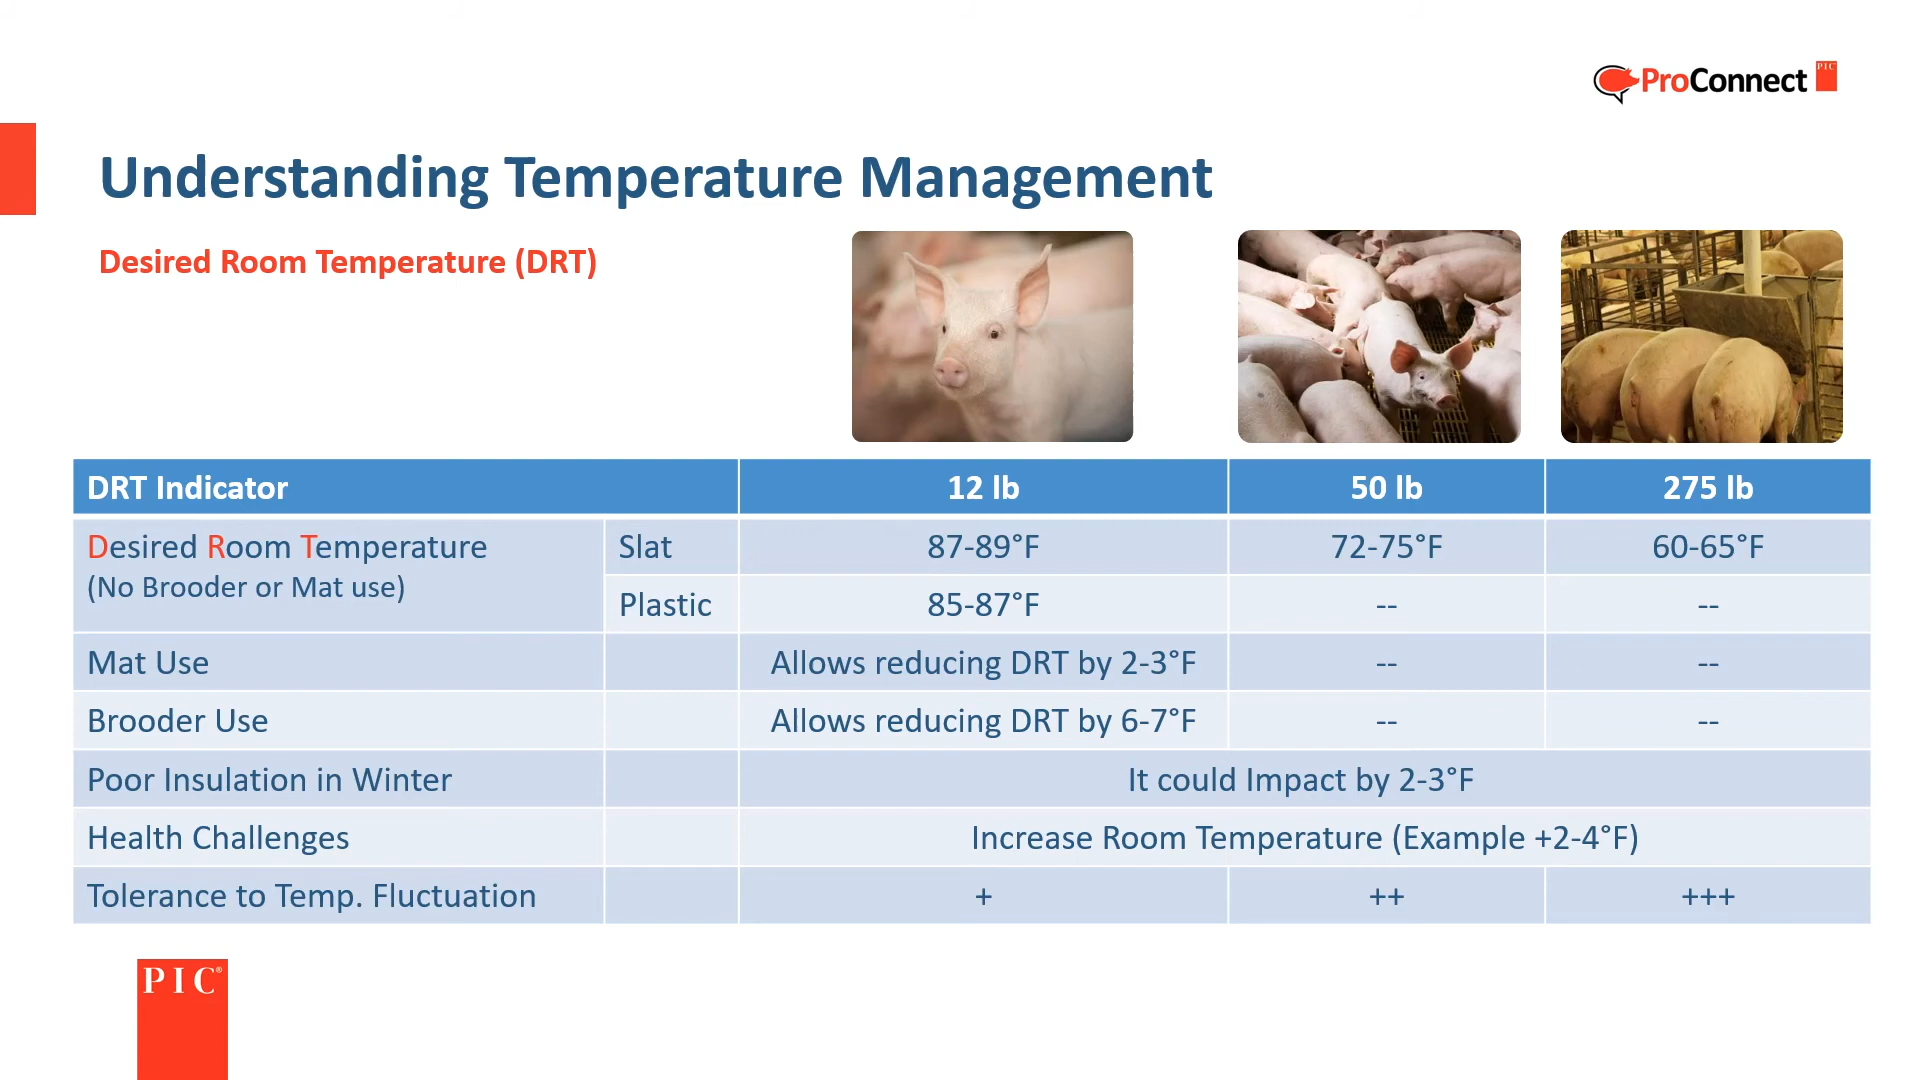 ProConnect PIC
Understanding Temperature Management
Desired Room Temperature (DRT)
DRT Indicator 12 lb 50 lb 275 lb
Desired Room Temperature Slat 87-89°F 72-75°F 60-65°F
(No Brooder or Mat use)
Plastic 85-87°F -- --
Mat Use Allows reducing DRT by 2-3°F -- --
Brooder Use Allows reducing DRT by 6-7°F -- --
Poor Insulation in Winter It could Impact by 2-3°F
Health Challenges Increase Room Temperature (Example +2-4°F)
Tolerance to Temp. Fluctuation + ++ +++
PIC®